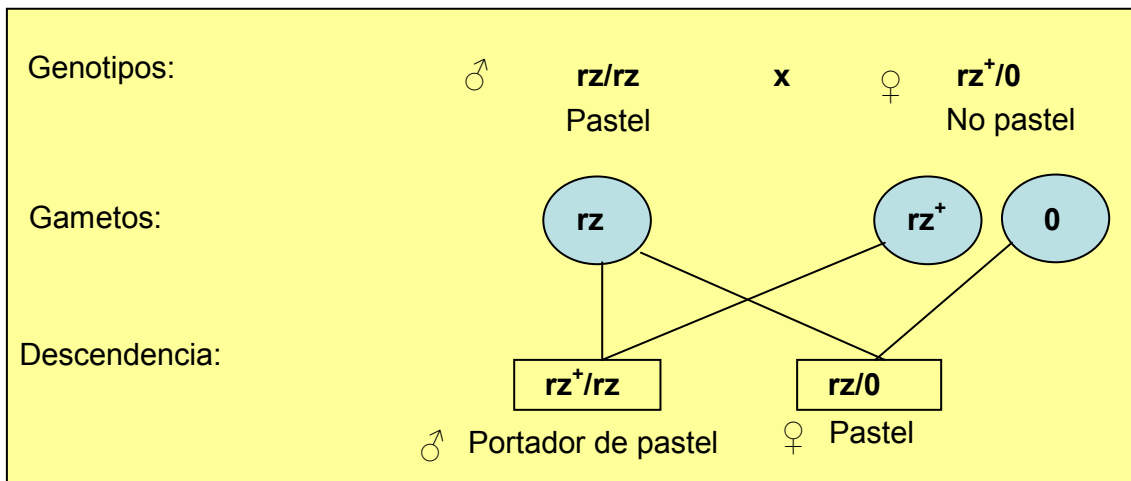 Genotipos: ♂ rz/rz x ♀ rz⁺/0
Pastel No pastel
Gametos: rz rz⁺ 0
Descendencia:
rz⁺/rz rz/0
♂ Portador de pastel ♀ Pastel